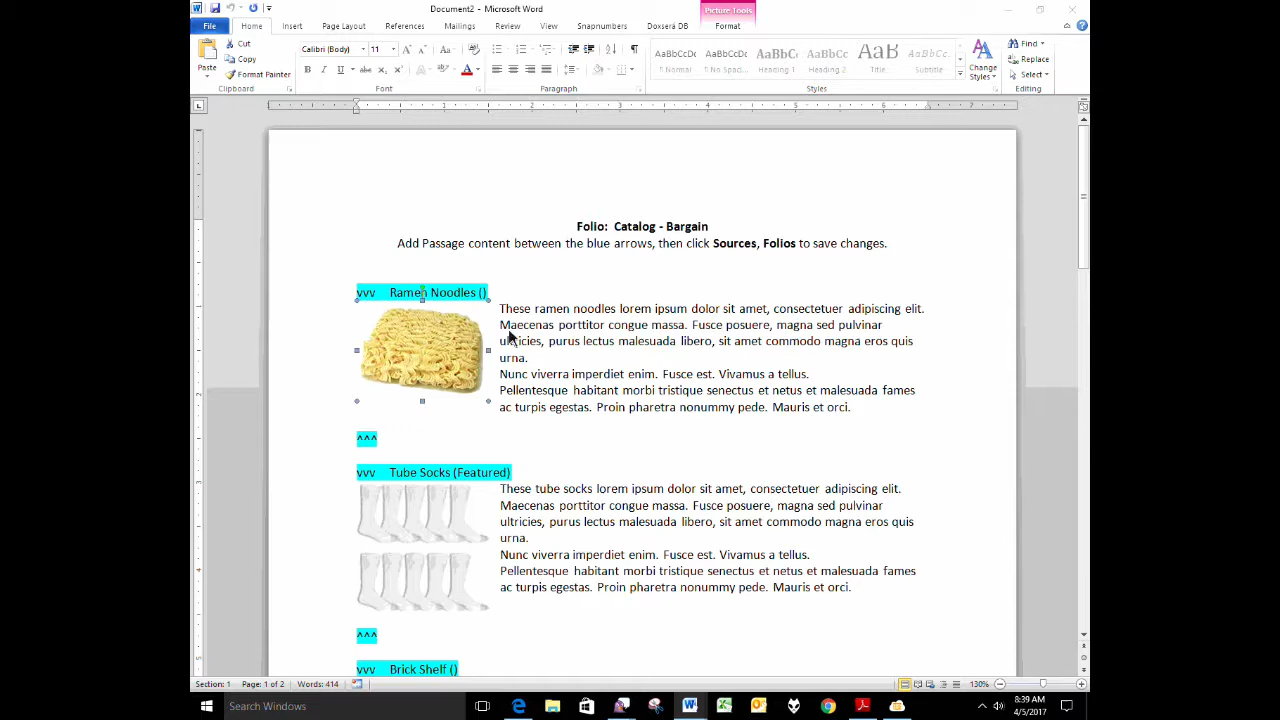 Document2 - Microsoft Word
Picture Tools
File Home Insert Page Layout References Mailings Review View Snapnumbers Doxserá DB Format
Paste
Cut
Copy
Format Painter
Calibri (Body) 11
AaBbCcDc AaBbCcDc AaBbC AaBbCc AaB AaBbCcL
¶ Normal ¶ No Spac... Heading 1 Heading 2 Title Subtitle
Change Styles
Find
Replace
Select
Clipboard Font Paragraph Styles Editing
1 2 3 4 5 6 7
Folio: Catalog - Bargain
Add Passage content between the blue arrows, then click Sources, Folios to save changes.
vvv Ramen Noodles ()
These ramen noodles lorem ipsum dolor sit amet, consectetuer adipiscing elit.
Maecenas porttitor congue massa. Fusce posuere, magna sed pulvinar
ultricies, purus lectus malesuada libero, sit amet commodo magna eros quis
urna.
Nunc viverra imperdiet enim. Fusce est. Vivamus a tellus.
Pellentesque habitant morbi tristique senectus et netus et malesuada fames
ac turpis egestas. Proin pharetra nonummy pede. Mauris et orci.
^^^
vvv Tube Socks (Featured)
These tube socks lorem ipsum dolor sit amet, consectetuer adipiscing elit.
Maecenas porttitor congue massa. Fusce posuere, magna sed pulvinar
ultricies, purus lectus malesuada libero, sit amet commodo magna eros quis
urna.
Nunc viverra imperdiet enim. Fusce est. Vivamus a tellus.
Pellentesque habitant morbi tristique senectus et netus et malesuada fames
ac turpis egestas. Proin pharetra nonummy pede. Mauris et orci.
^^^
vvv Brick Shelf ()
Section: 1 Page: 1 of 2 Words: 414 130%
Search Windows
8:39 AM
4/5/2017